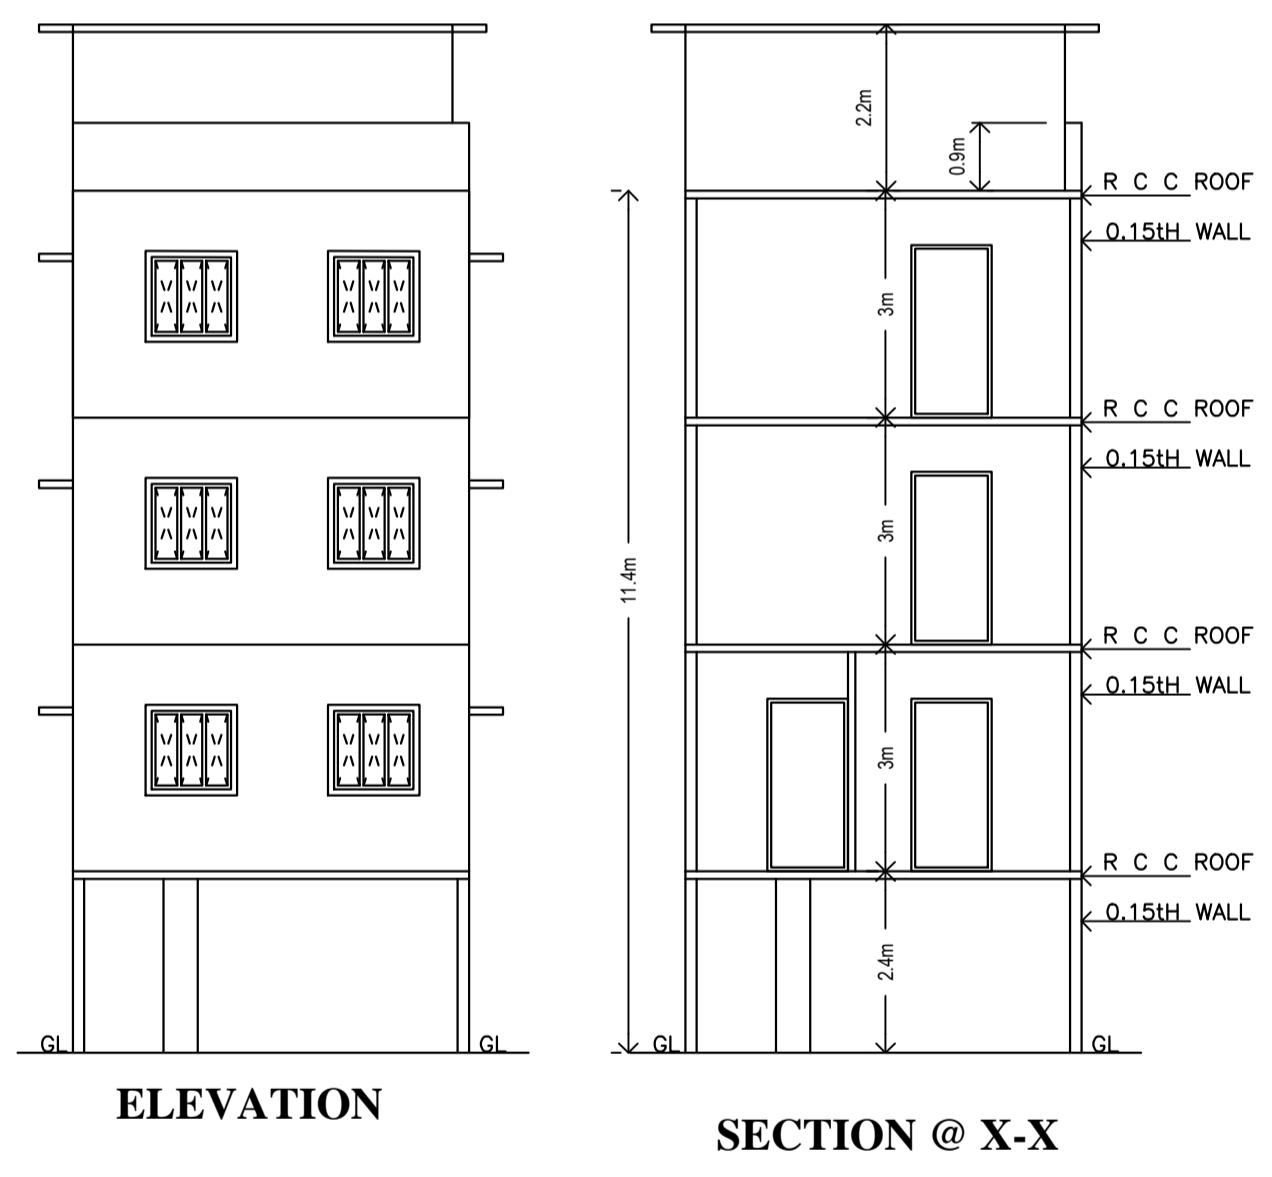 2.2m
0.9m
R C C ROOF
0.15tH WALL
3m
R C C ROOF
0.15tH WALL
3m
11.4m
R C C ROOF
0.15tH WALL
3m
R C C ROOF
0.15tH WALL
2.4m
GL GL GL GL
ELEVATION
SECTION @ X-X